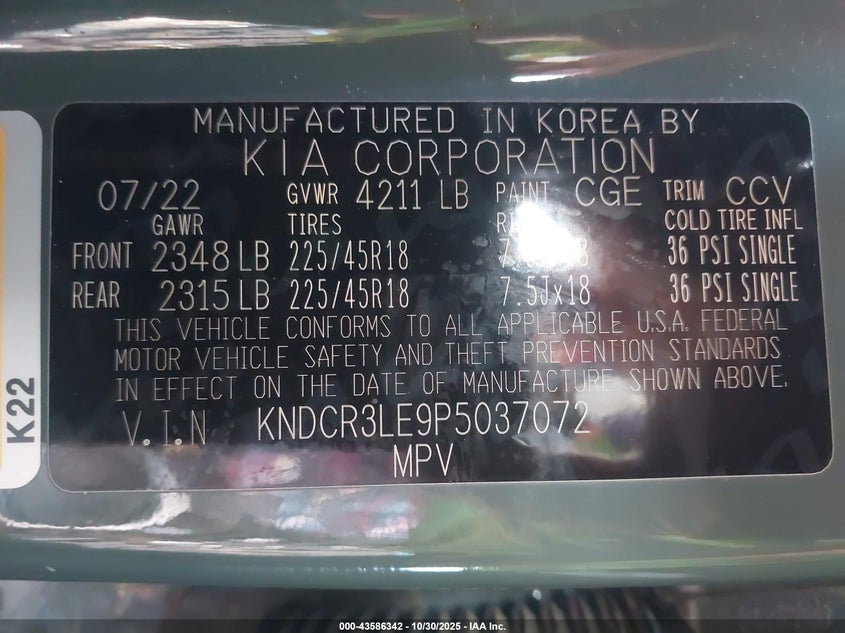 MANUFACTURED IN KOREA BY
KIA CORPORATION
07/22 GVWR 4211 LB PAINT CGE TRIM CCV
GAWR TIRES COLD TIRE INFL
FRONT 2348 LB 225/45R18 36 PSI SINGLE
REAR 2315 LB 225/45R18 7.5Jx18 36 PSI SINGLE
THIS VEHICLE CONFORMS TO ALL APPLICABLE U.S.A. FEDERAL
MOTOR VEHICLE SAFETY AND THEFT PREVENTION STANDARDS
IN EFFECT ON THE DATE OF MANUFACTURE SHOWN ABOVE.
V.I.N KNDCR3LE9P5037072
MPV
K22
000-43586342 - 10/30/2025 - IAA Inc.